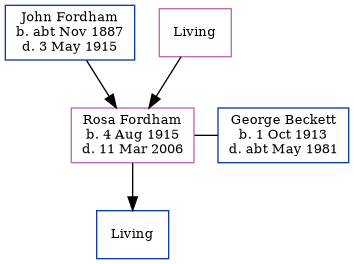 John Fordham
b. abt Nov 1887
d. 3 May 1915
Living
Rosa Fordham
b. 4 Aug 1915
d. 11 Mar 2006
George Beckett
b. 1 Oct 1913
d. abt May 1981
Living